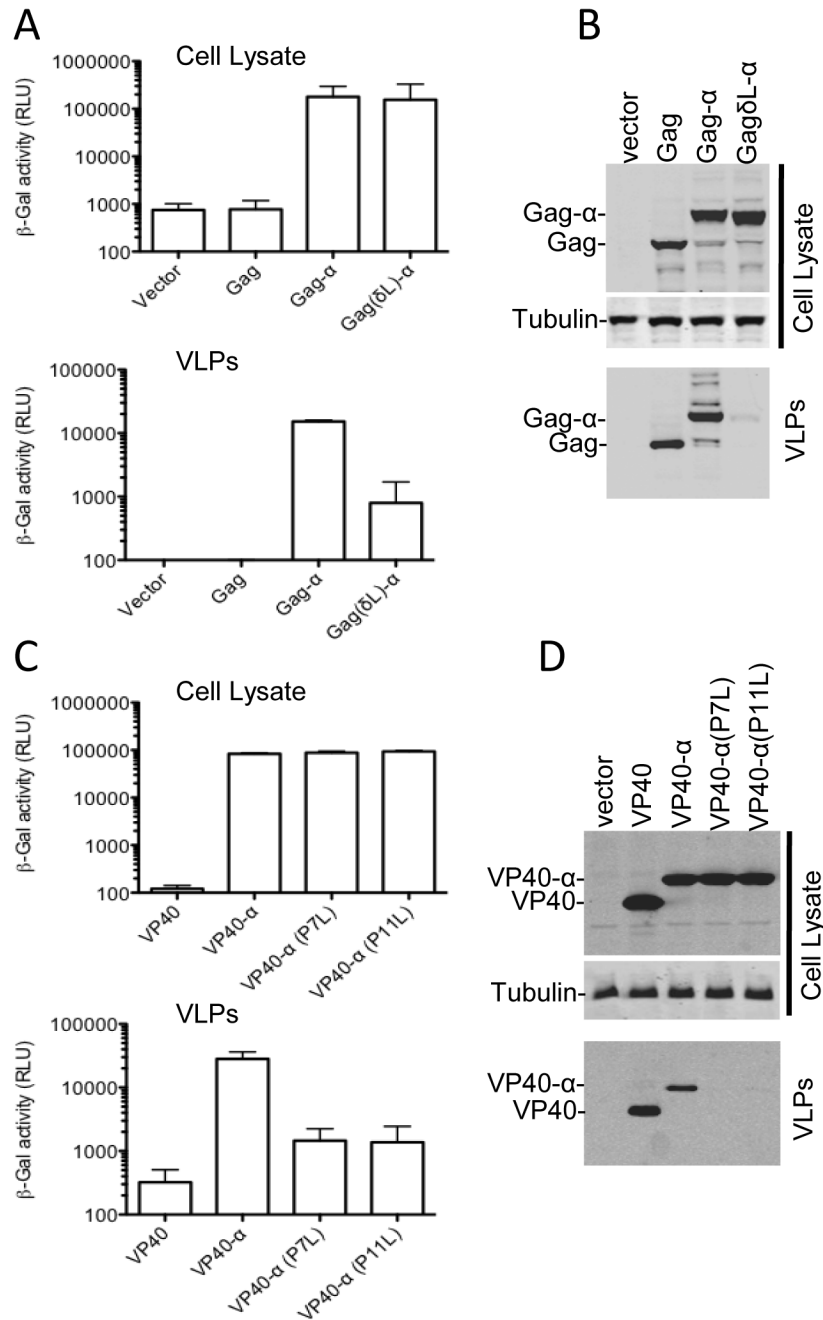 A
Cell Lysate
β-Gal activity (RLU)
1000000
100000
100000
1000
100
Vector
Gag
Gag-α
Gag(δL)-α
VLPs
β-Gal activity (RLU)
100000
10000
1000
100
Vector
Gag
Gag-α
Gag(δL)-α
B
vector
Gag
Gag-α
GagδL-α
Gag-α-
Gag-
Tubulin-
Cell Lysate
Gag-α-
Gag-
VLPs
C
Cell Lysate
β-Gal activity (RLU)
1000000
100000
10000
1000
100
VP40
VP40-α
VP40-α (P7L)
VP40-α (P11L)
VLPs
β-Gal activity (RLU)
100000
10000
1000
100
VP40
VP40-α
VP40-α (P7L)
VP40-α (P11L)
D
vector
VP40
VP40-α
VP40-α(P7L)
VP40-α(P11L)
VP40-α-
VP40-
Tubulin-
Cell Lysate
VP40-α-
VP40-
VLPs